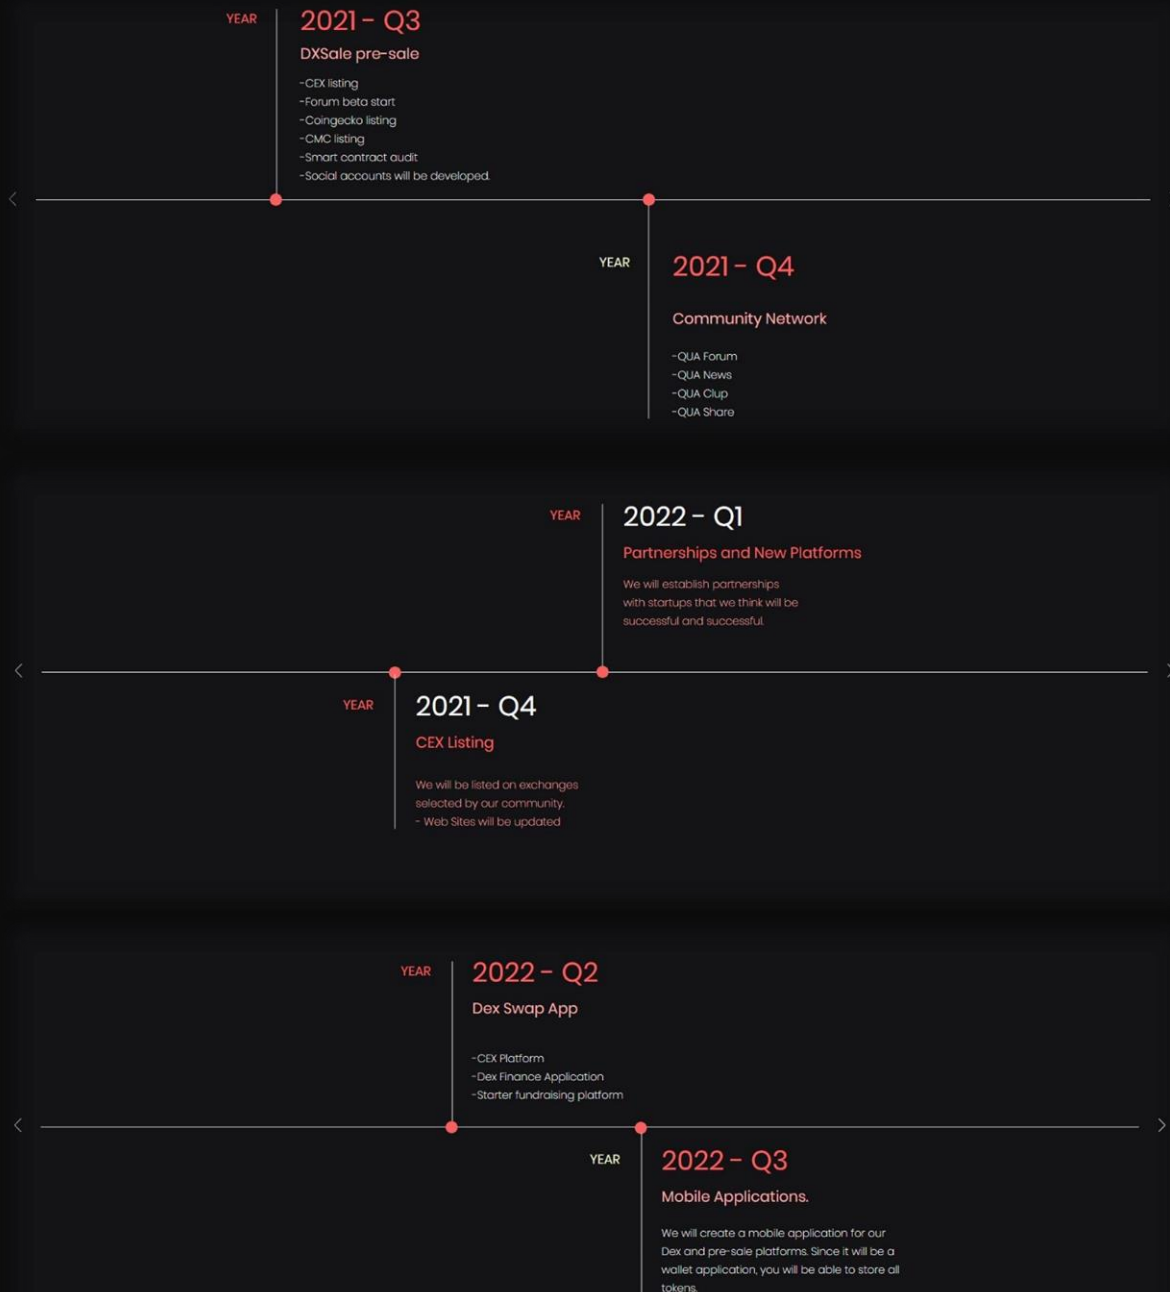 YEAR
2021 - Q3
DXSale pre-sale
-CEX listing
-Forum beta start
-Coingecko listing
-CMC listing
-Smart contract audit
-Social accounts will be developed.
YEAR
2021 - Q4
Community Network
-QUA Forum
-QUA News
-QUA Clup
-QUA Share
YEAR
2022 - Q1
Partnerships and New Platforms
We will establish partnerships
with startups that we think will be
successful and successful.
YEAR
2021 - Q4
CEX Listing
We will be listed on exchanges
selected by our community.
- Web Sites will be updated
YEAR
2022 - Q2
Dex Swap App
-CEX Platform
-Dex Finance Application
-Starter fundraising platform
YEAR
2022 - Q3
Mobile Applications.
We will create a mobile application for our
Dex and pre-sale platforms. Since it will be a
wallet application, you will be able to store all
tokens.